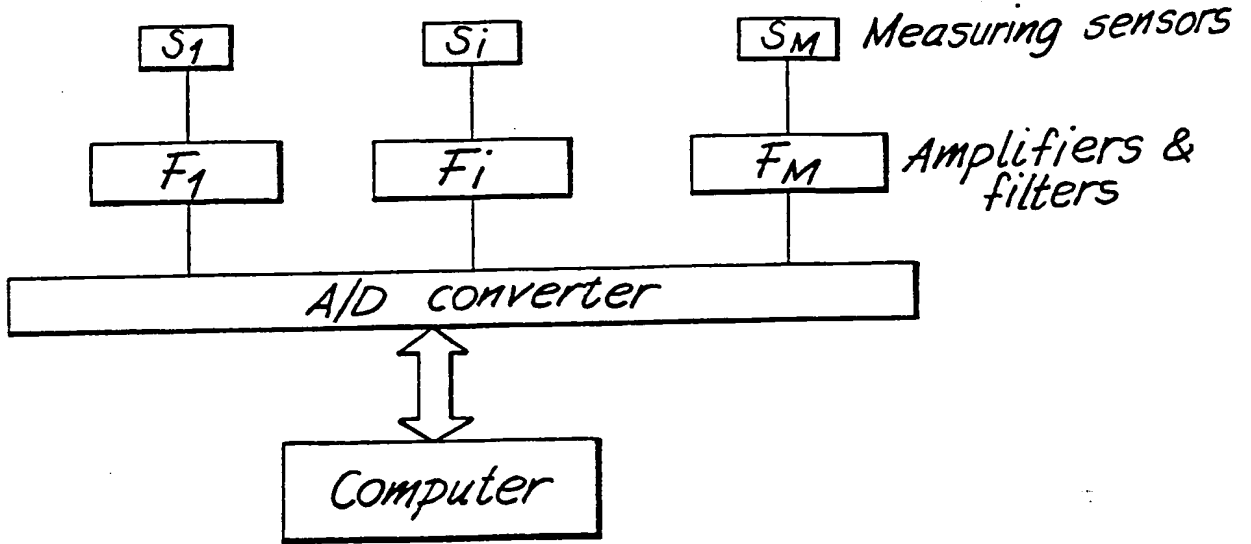 S1 Si SM Measuring sensors
F1 Fi FM Amplifiers &
filters
A/D converter
Computer